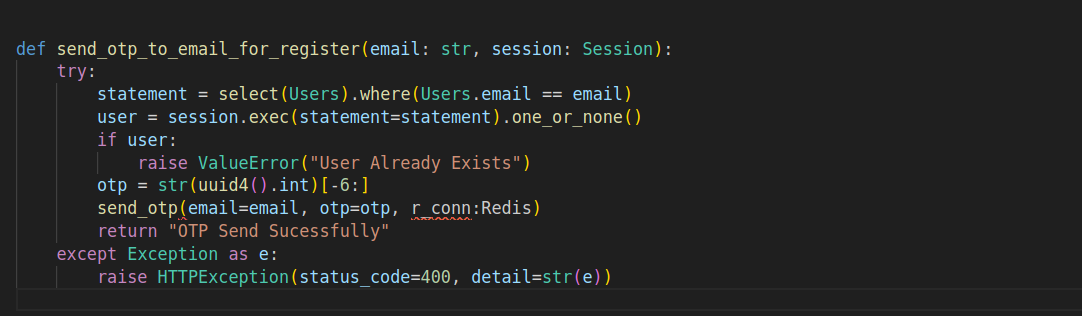 def send_otp_to_email_for_register(email: str, session: Session):
    try:
        statement = select(Users).where(Users.email == email)
        user = session.exec(statement=statement).one_or_none()
        if user:
            raise ValueError("User Already Exists")
        otp = str(uuid4().int)[-6:]
        send_otp(email=email, otp=otp, r_conn:Redis)
        return "OTP Send Sucessfully"
    except Exception as e:
        raise HTTPException(status_code=400, detail=str(e))